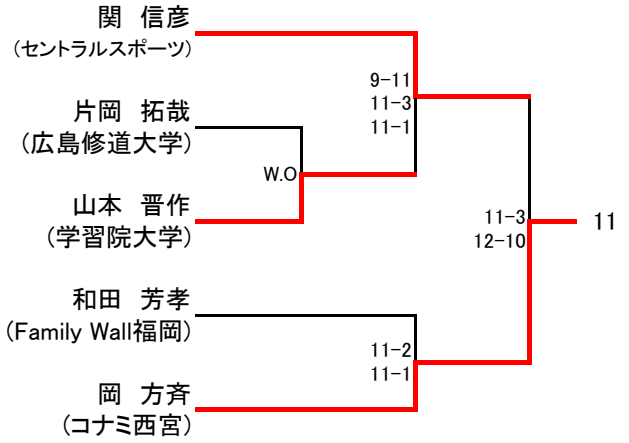 関 信彦
(セントラルスポーツ)
9-11
11-3
11-1
片岡 拓哉
(広島修道大学)
W.O
山本 晋作
(学習院大学)
11-3
12-10
11
和田 芳孝
(Family Wall福岡)
11-2
11-1
岡 方斉
(コナミ西宮)